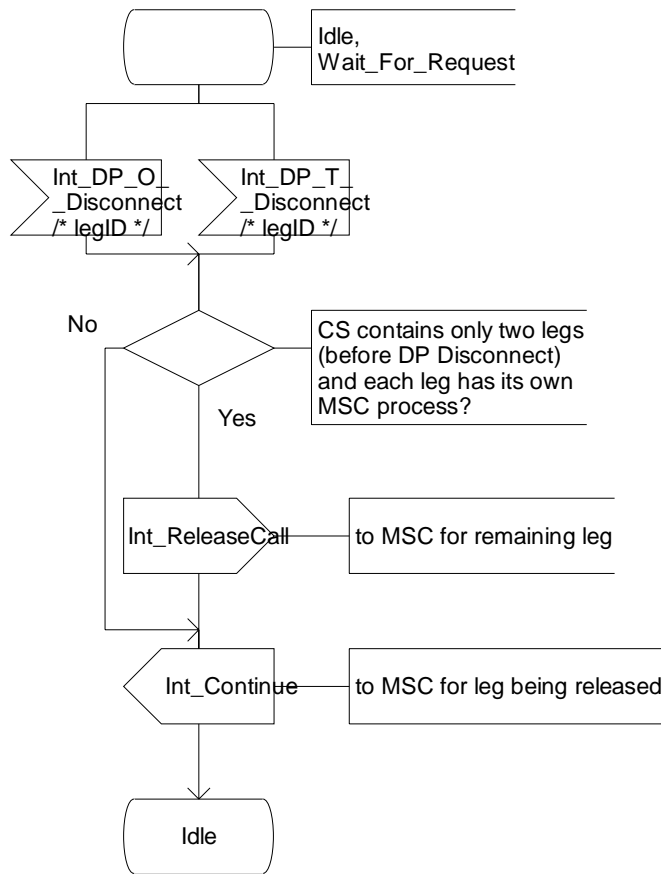 Idle,
Wait_For_Request
Int_DP_O_
_Disconnect
/* legID */
Int_DP_T_
_Disconnect
/* legID */
No
CS contains only two legs
(before DP Disconnect)
and each leg has its own
MSC process?
Yes
Int_ReleaseCall
to MSC for remaining leg
Int_Continue
to MSC for leg being released
Idle